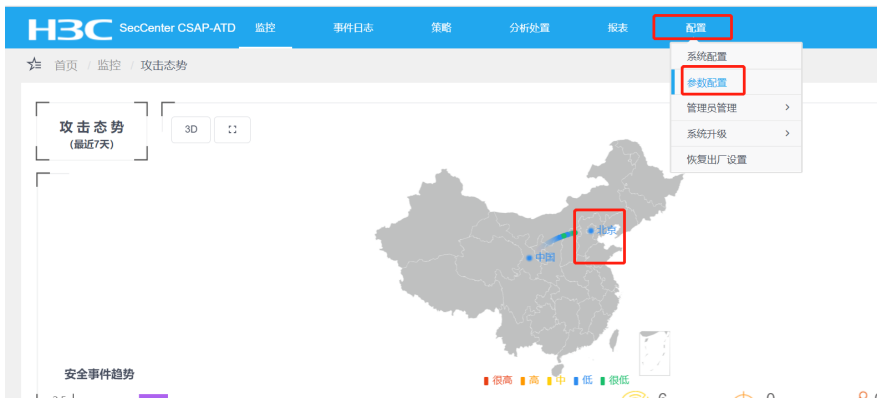 H3C SecCenter CSAP-ATD 监控 事件日志 策略 分析处置 报表 配置
首页 / 监控 / 攻击态势
系统配置
参数配置
管理员管理
系统升级
恢复出厂设置
攻击态势
(最近7天)
3D
北京
中国
安全事件趋势
很高 高 中 低 很低